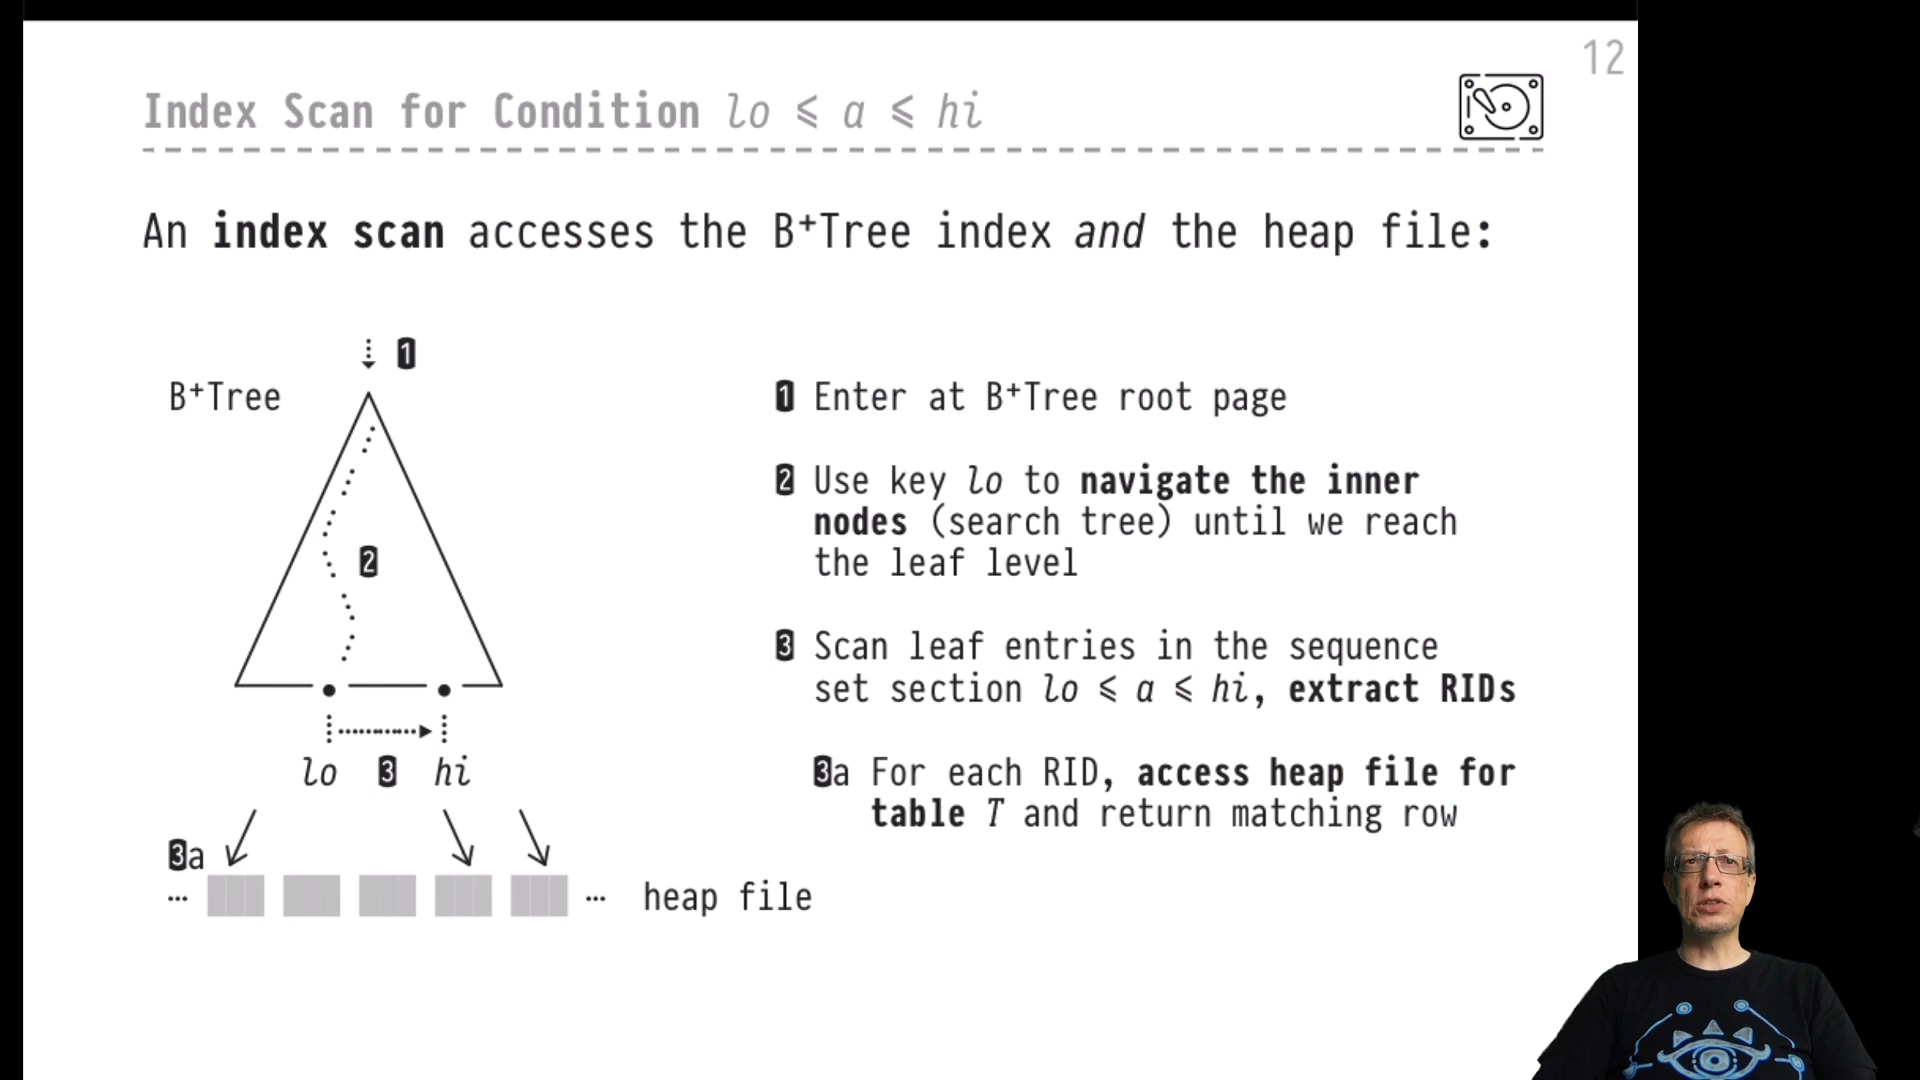 12
Index Scan for Condition lo ⩽ a ⩽ hi
An index scan accesses the B⁺Tree index and the heap file:
1
B⁺Tree
2
lo 3 hi
3a
... ... heap file
1 Enter at B⁺Tree root page
2 Use key lo to navigate the inner
nodes (search tree) until we reach
the leaf level
3 Scan leaf entries in the sequence
set section lo ⩽ a ⩽ hi, extract RIDs
3a For each RID, access heap file for
table T and return matching row